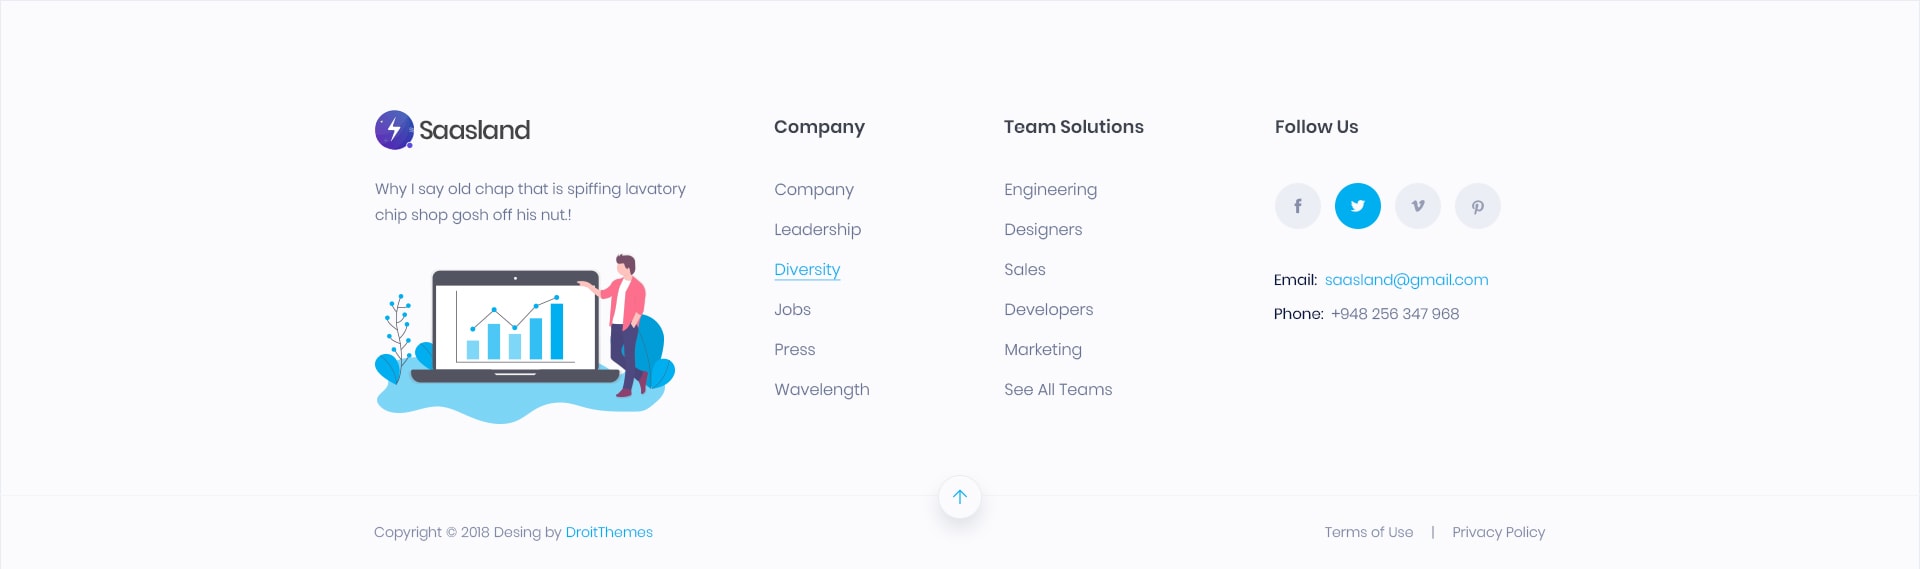 Saasland
Why I say old chap that is spiffing lavatory
chip shop gosh off his nut.!
Company
Company
Leadership
Diversity
Jobs
Press
Wavelength
Team Solutions
Engineering
Designers
Sales
Developers
Marketing
See All Teams
Follow Us
Email: saasland@gmail.com
Phone: +948 256 347 968
Copyright © 2018 Desing by DroitThemes
Terms of Use | Privacy Policy